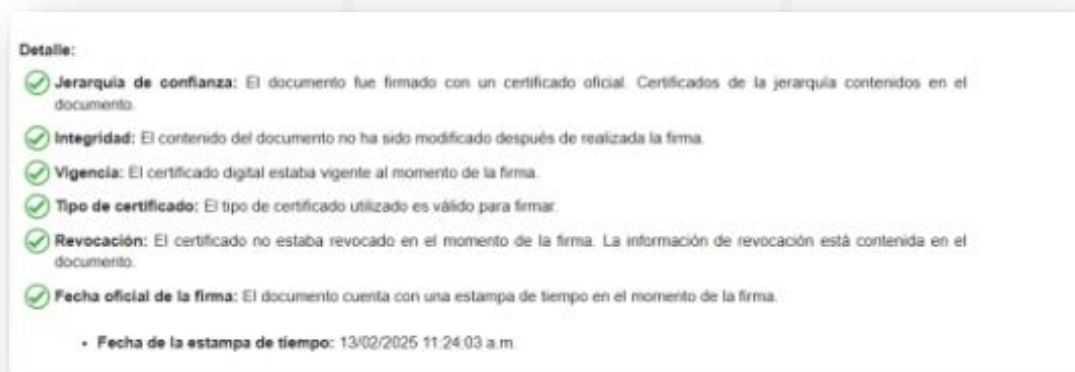 Detalle:
Jerarquía de confianza: El documento fue firmado con un certificado oficial. Certificados de la jerarquía contenidos en el
documento.
Integridad: El contenido del documento no ha sido modificado después de realizada la firma.
Vigencia: El certificado digital estaba vigente al momento de la firma.
Tipo de certificado: El tipo de certificado utilizado es válido para firmar.
Revocación: El certificado no estaba revocado en el momento de la firma. La información de revocación está contenida en el
documento.
Fecha oficial de la firma: El documento cuenta con una estampa de tiempo en el momento de la firma.
• Fecha de la estampa de tiempo: 13/02/2025 11:24:03 a.m.